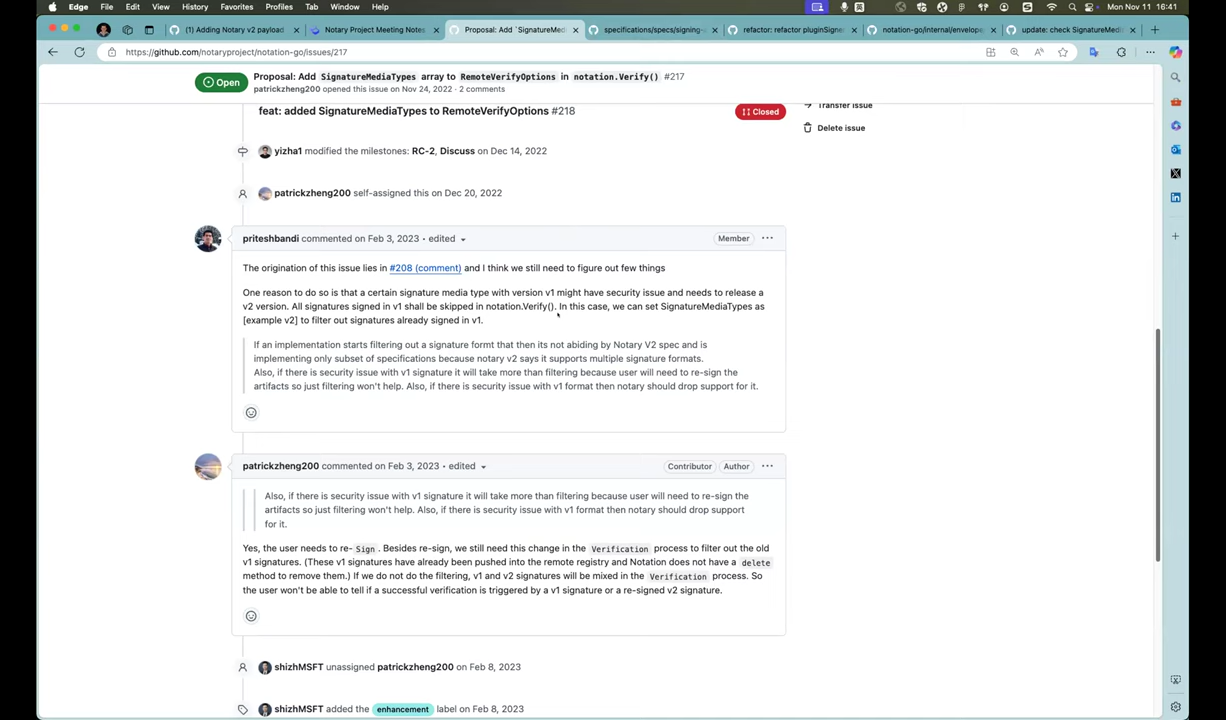 Edge File Edit View History Favorites Profiles Tab Window Help Mon Nov 11 16:41
(1) Adding Notary v2 payload
Notary Project Meeting Notes
Proposal: Add `SignatureMedi
specifications/specs/signing-
refactor: refactor pluginSigner
notation-go/internal/envelope
update: check SignatureMedi
https://github.com/notaryproject/notation-go/issues/217
Open
Proposal: Add SignatureMediaTypes array to RemoteVerifyOptions in notation.Verify() #217
patrickzheng200 opened this issue on Nov 24, 2022 · 2 comments
feat: added SignatureMediaTypes to RemoteVerifyOptions #218
Closed
Transfer issue
Delete issue
yizha1 modified the milestones: RC-2, Discuss on Dec 14, 2022
patrickzheng200 self-assigned this on Dec 20, 2022
priteshbandi commented on Feb 3, 2023 • edited
Member
The origination of this issue lies in #208 (comment) and I think we still need to figure out few things
One reason to do so is that a certain signature media type with version v1 might have security issue and needs to release a
v2 version. All signatures signed in v1 shall be skipped in notation.Verify(). In this case, we can set SignatureMediaTypes as
[example v2] to filter out signatures already signed in v1.
If an implementation starts filtering out a signature formt that then its not abiding by Notary V2 spec and is
implementing only subset of specifications because notary v2 says it supports multiple signature formats.
Also, if there is security issue with v1 signature it will take more than filtering because user will need to re-sign the
artifacts so just filtering won't help. Also, if there is security issue with v1 format then notary should drop support for it.
patrickzheng200 commented on Feb 3, 2023 • edited
Contributor
Author
Also, if there is security issue with v1 signature it will take more than filtering because user will need to re-sign the
artifacts so just filtering won't help. Also, if there is security issue with v1 format then notary should drop support
for it.
Yes, the user needs to re- Sign . Besides re-sign, we still need this change in the Verification process to filter out the old
v1 signatures. (These v1 signatures have already been pushed into the remote registry and Notation does not have a delete
method to remove them.) If we do not do the filtering, v1 and v2 signatures will be mixed in the Verification process. So
the user won't be able to tell if a successful verification is triggered by a v1 signature or a re-signed v2 signature.
shizhMSFT unassigned patrickzheng200 on Feb 8, 2023
shizhMSFT added the enhancement label on Feb 8, 2023